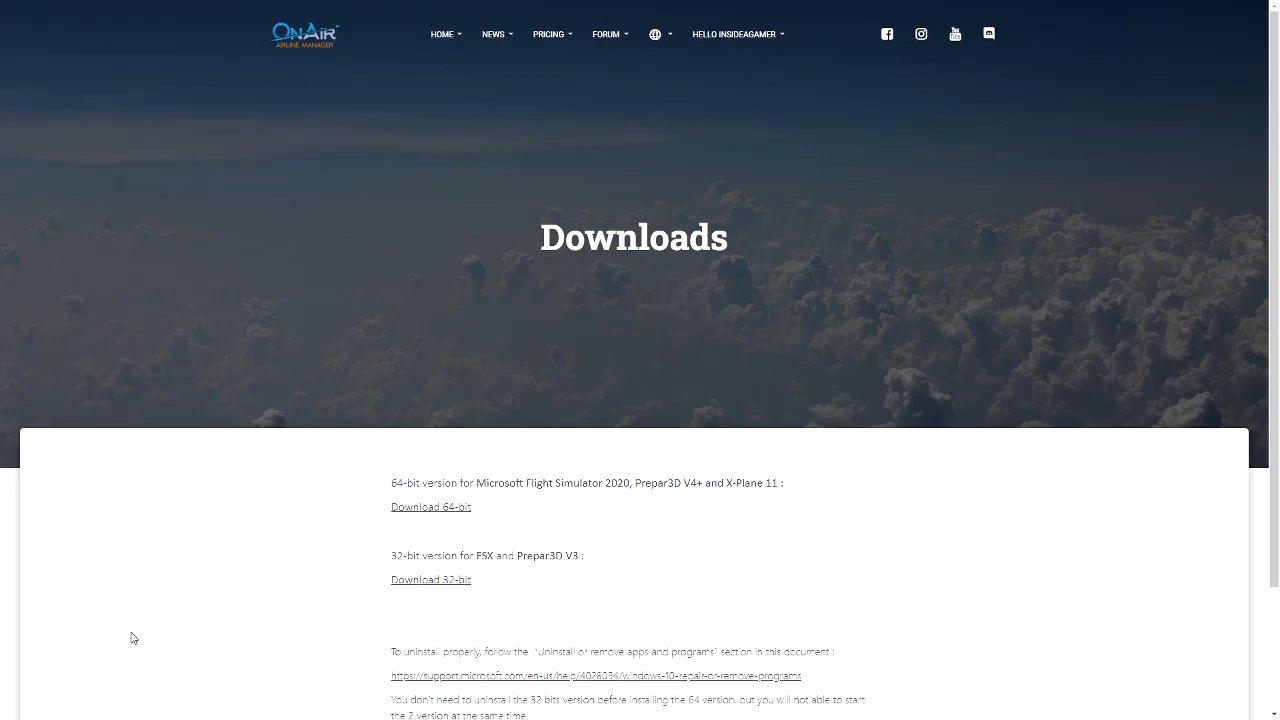 OnAir
AIRLINE MANAGER
HOME
NEWS
PRICING
FORUM
HELLO INSIDEAGAMER
Downloads
64-bit version for Microsoft Flight Simulator 2020, Prepar3D V4+ and X-Plane 11 :
Download 64-bit
32-bit version for FSX and Prepar3D V3 :
Download 32-bit
To uninstall properly, follow the "Uninstall or remove apps and programs" section in this document :
https://support.microsoft.com/en-us/help/4028054/windows-10-repair-or-remove-programs
You don't need to uninstall the 32 bits version before installing the 64 version, but you will not able to start
the 2 version at the same time.